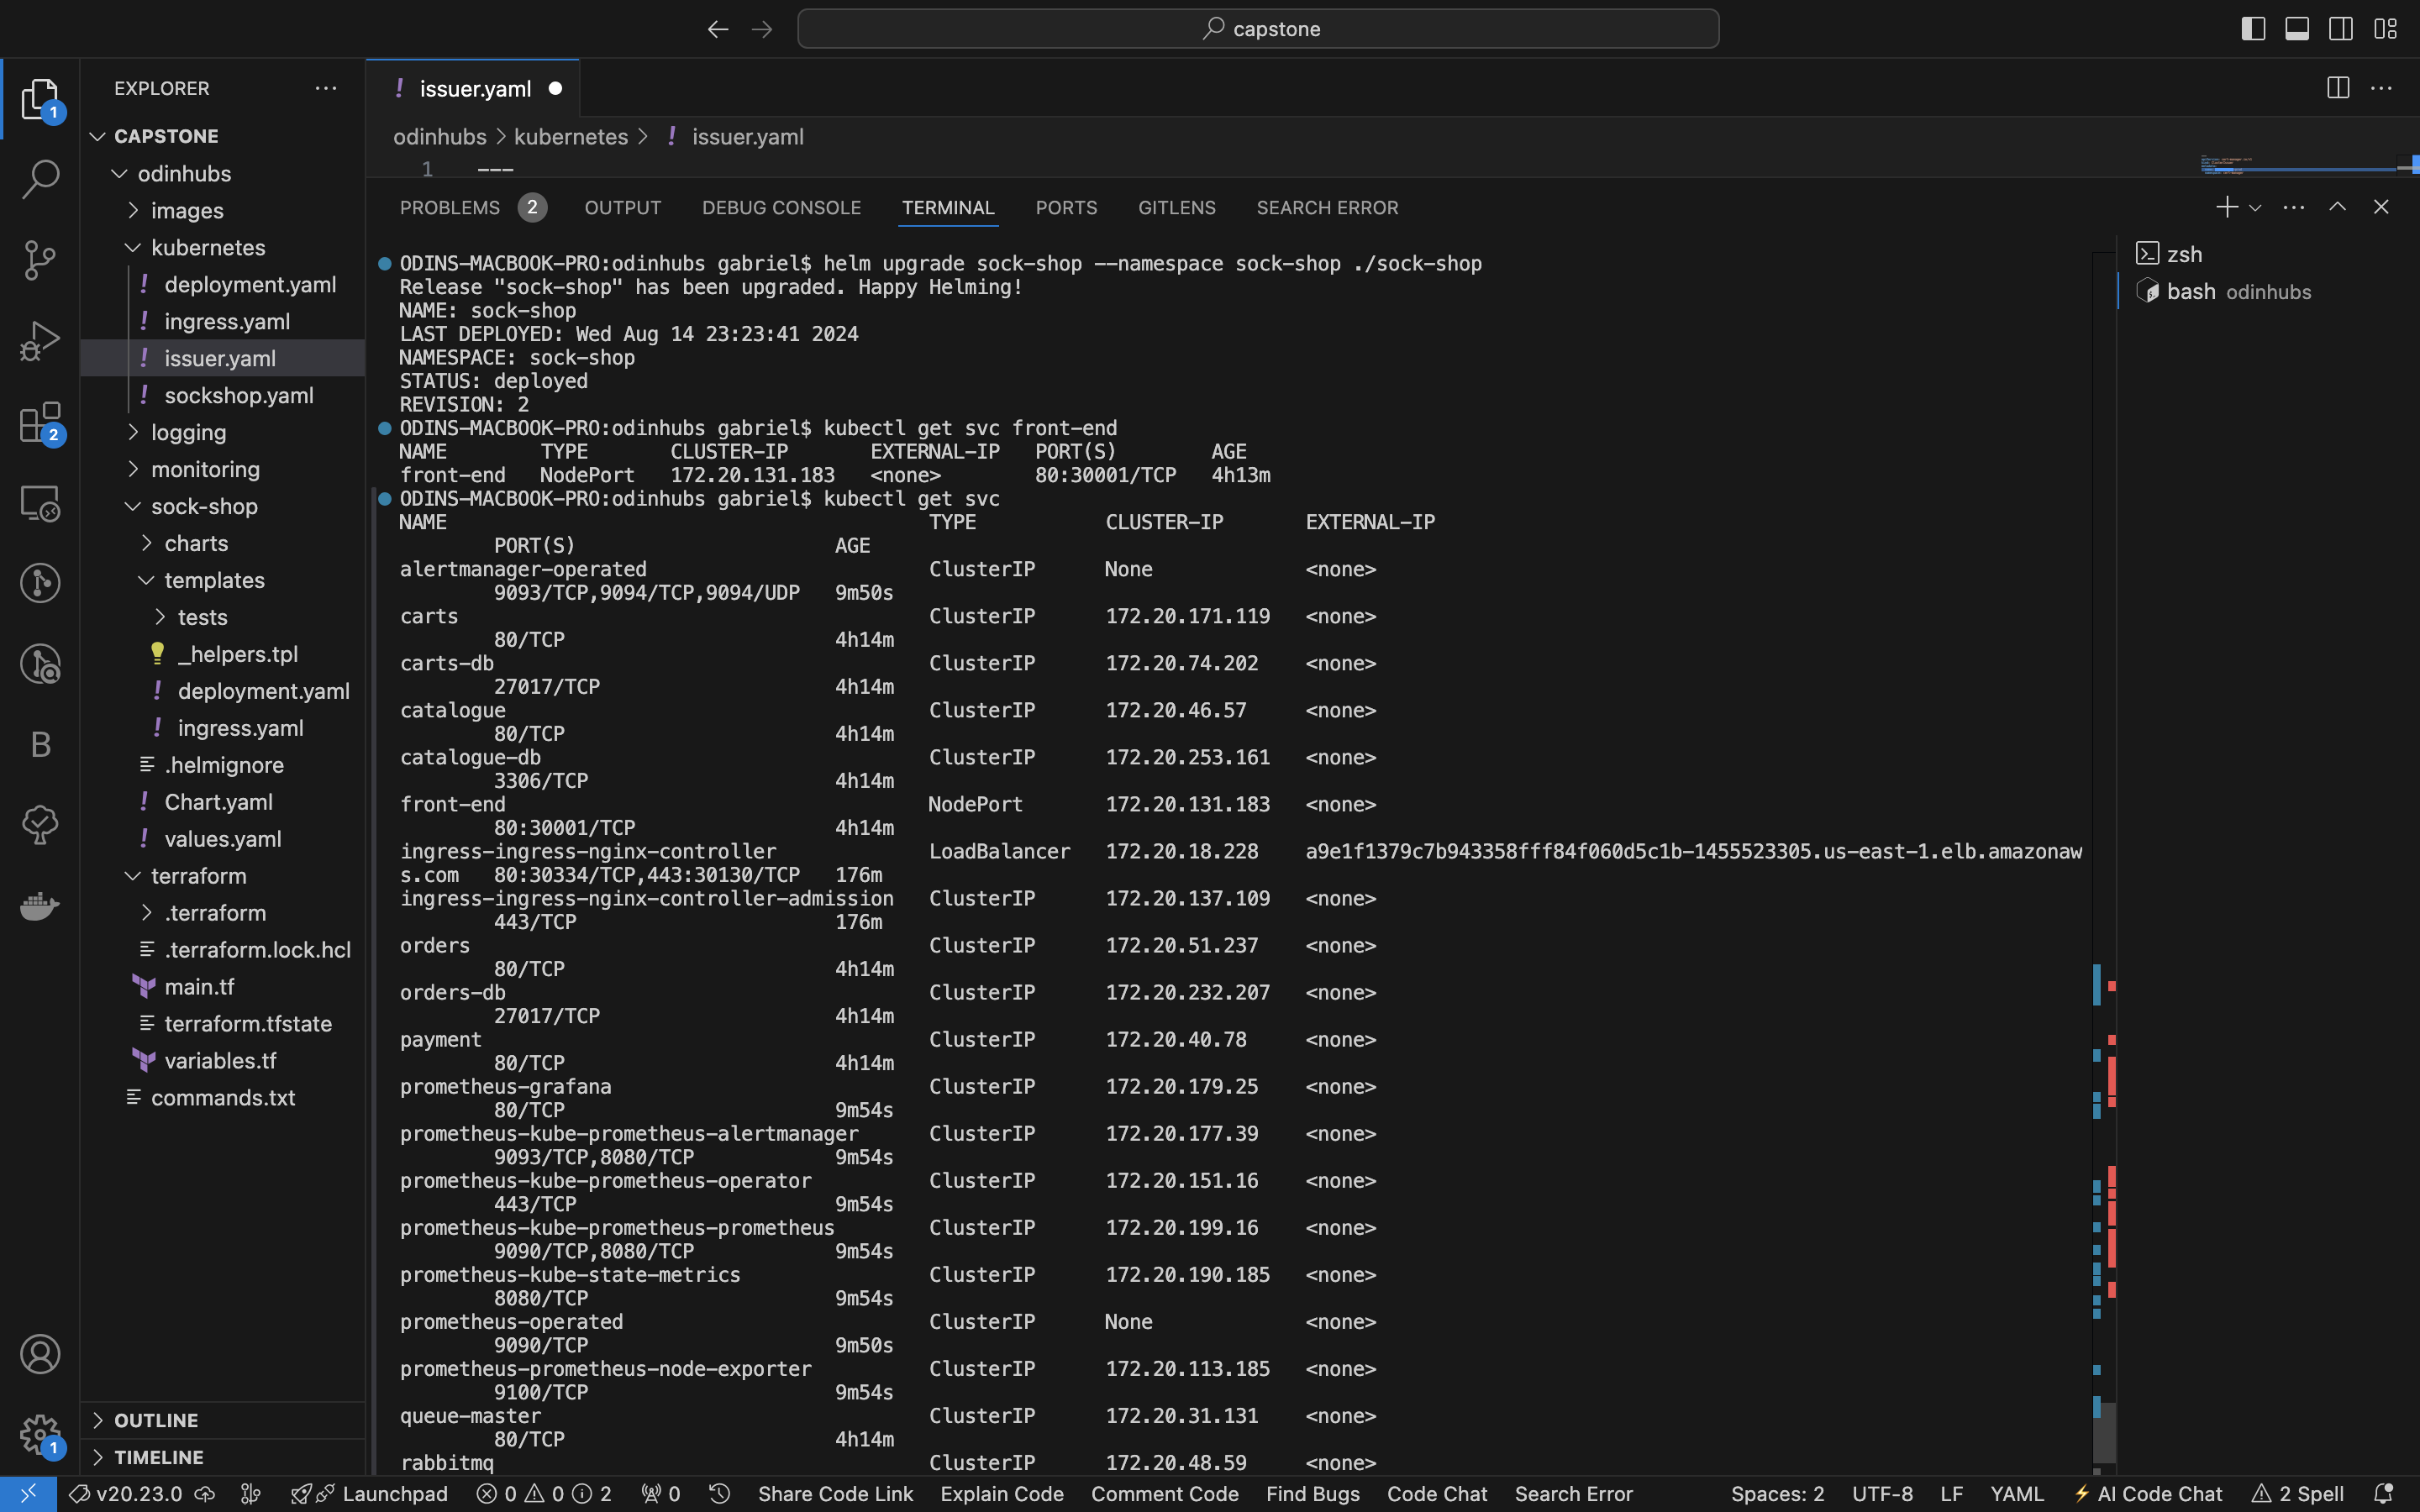 capstone
EXPLORER
CAPSTONE
odinhubs
images
kubernetes
deployment.yaml
ingress.yaml
issuer.yaml
sockshop.yaml
logging
monitoring
sock-shop
charts
templates
tests
_helpers.tpl
deployment.yaml
ingress.yaml
.helmignore
Chart.yaml
values.yaml
terraform
.terraform
.terraform.lock.hcl
main.tf
terraform.tfstate
variables.tf
commands.txt
OUTLINE
TIMELINE
1
2
B
1
! issuer.yaml
odinhubs > kubernetes > ! issuer.yaml
1 ---
PROBLEMS 2 OUTPUT DEBUG CONSOLE TERMINAL PORTS GITLENS SEARCH ERROR
zsh
bash odinhubs
ODINS-MACBOOK-PRO:odinhubs gabriel$ helm upgrade sock-shop --namespace sock-shop ./sock-shop
Release "sock-shop" has been upgraded. Happy Helming!
NAME: sock-shop
LAST DEPLOYED: Wed Aug 14 23:23:41 2024
NAMESPACE: sock-shop
STATUS: deployed
REVISION: 2
ODINS-MACBOOK-PRO:odinhubs gabriel$ kubectl get svc front-end
NAME TYPE CLUSTER-IP EXTERNAL-IP PORT(S) AGE
front-end NodePort 172.20.131.183 <none> 80:30001/TCP 4h13m
ODINS-MACBOOK-PRO:odinhubs gabriel$ kubectl get svc
NAME TYPE CLUSTER-IP EXTERNAL-IP
PORT(S) AGE
alertmanager-operated ClusterIP None <none>
9093/TCP,9094/TCP,9094/UDP 9m50s
carts ClusterIP 172.20.171.119 <none>
80/TCP 4h14m
carts-db ClusterIP 172.20.74.202 <none>
27017/TCP 4h14m
catalogue ClusterIP 172.20.46.57 <none>
80/TCP 4h14m
catalogue-db ClusterIP 172.20.253.161 <none>
3306/TCP 4h14m
front-end NodePort 172.20.131.183 <none>
80:30001/TCP 4h14m
ingress-ingress-nginx-controller LoadBalancer 172.20.18.228 a9e1f1379c7b943358fff84f060d5c1b-1455523305.us-east-1.elb.amazonaw
s.com 80:30334/TCP,443:30130/TCP 176m
ingress-ingress-nginx-controller-admission ClusterIP 172.20.137.109 <none>
443/TCP 176m
orders ClusterIP 172.20.51.237 <none>
80/TCP 4h14m
orders-db ClusterIP 172.20.232.207 <none>
27017/TCP 4h14m
payment ClusterIP 172.20.40.78 <none>
80/TCP 4h14m
prometheus-grafana ClusterIP 172.20.179.25 <none>
80/TCP 9m54s
prometheus-kube-prometheus-alertmanager ClusterIP 172.20.177.39 <none>
9093/TCP,8080/TCP 9m54s
prometheus-kube-prometheus-operator ClusterIP 172.20.151.16 <none>
443/TCP 9m54s
prometheus-kube-prometheus-prometheus ClusterIP 172.20.199.16 <none>
9090/TCP,8080/TCP 9m54s
prometheus-kube-state-metrics ClusterIP 172.20.190.185 <none>
8080/TCP 9m54s
prometheus-operated ClusterIP None <none>
9090/TCP 9m50s
prometheus-prometheus-node-exporter ClusterIP 172.20.113.185 <none>
9100/TCP 9m54s
queue-master ClusterIP 172.20.31.131 <none>
80/TCP 4h14m
rabbitmq ClusterIP 172.20.48.59 <none>
v20.23.0 Launchpad 0 0 2 0 Share Code Link Explain Code Comment Code Find Bugs Code Chat Search Error Spaces: 2 UTF-8 LF YAML AI Code Chat 2 Spell